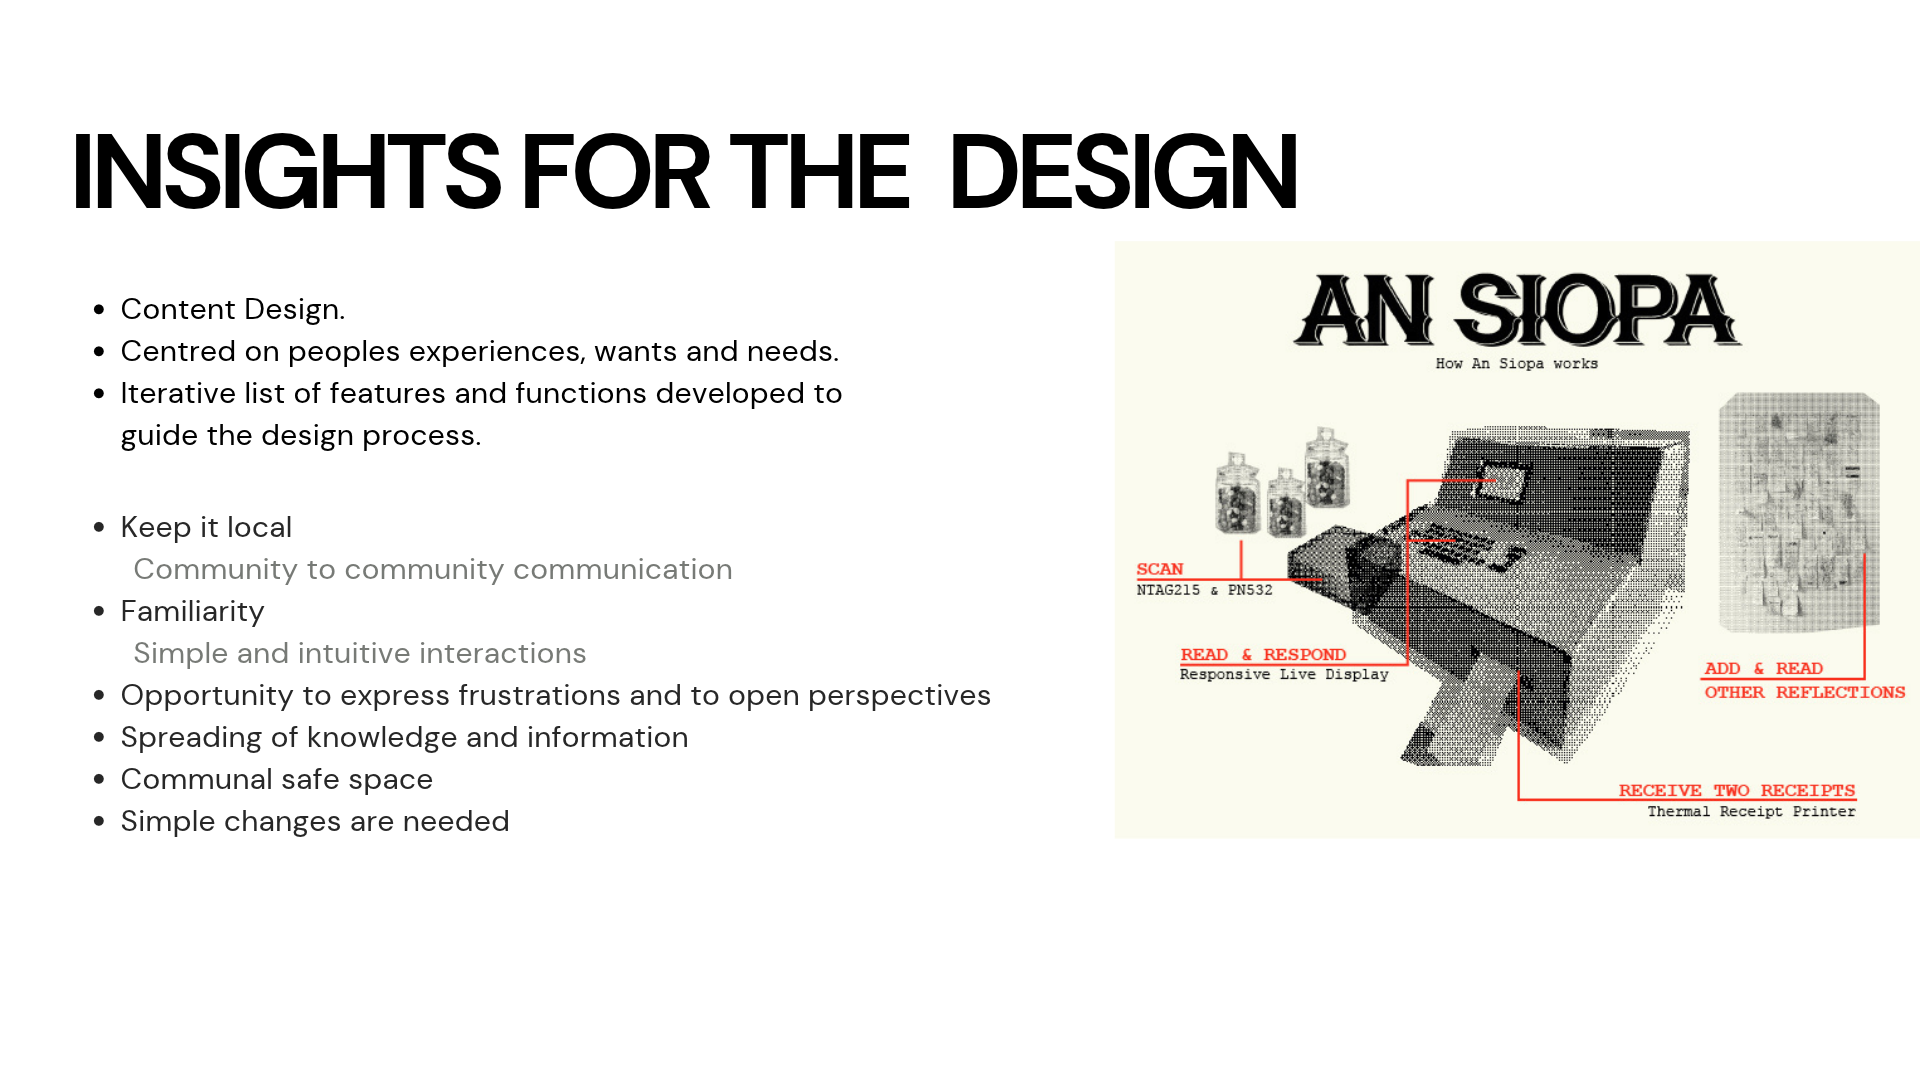 INSIGHTS FOR THE DESIGN
• Content Design.
• Centred on peoples experiences, wants and needs.
• Iterative list of features and functions developed to
guide the design process.
• Keep it local
Community to community communication
• Familiarity
Simple and intuitive interactions
• Opportunity to express frustrations and to open perspectives
• Spreading of knowledge and information
• Communal safe space
• Simple changes are needed
AN SIOPA
How An Siopa works
SCAN
NTAG215 & PN532
READ & RESPOND
Responsive Live Display
ADD & READ
OTHER REFLECTIONS
RECEIVE TWO RECEIPTS
Thermal Receipt Printer